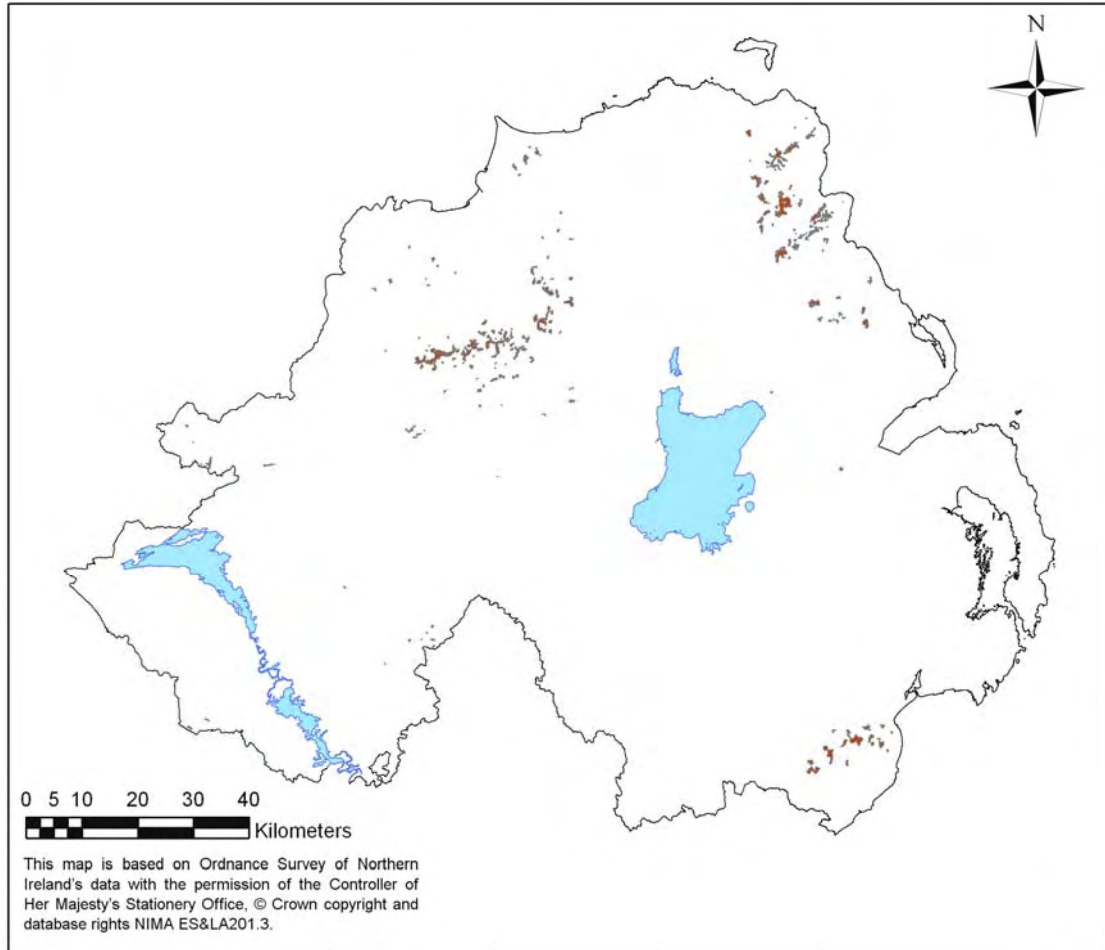 N
0 5 10 20 30 40
Kilometers
This map is based on Ordnance Survey of Northern
Ireland's data with the permission of the Controller of
Her Majesty's Stationery Office, © Crown copyright and
database rights NIMA ES&LA201.3.